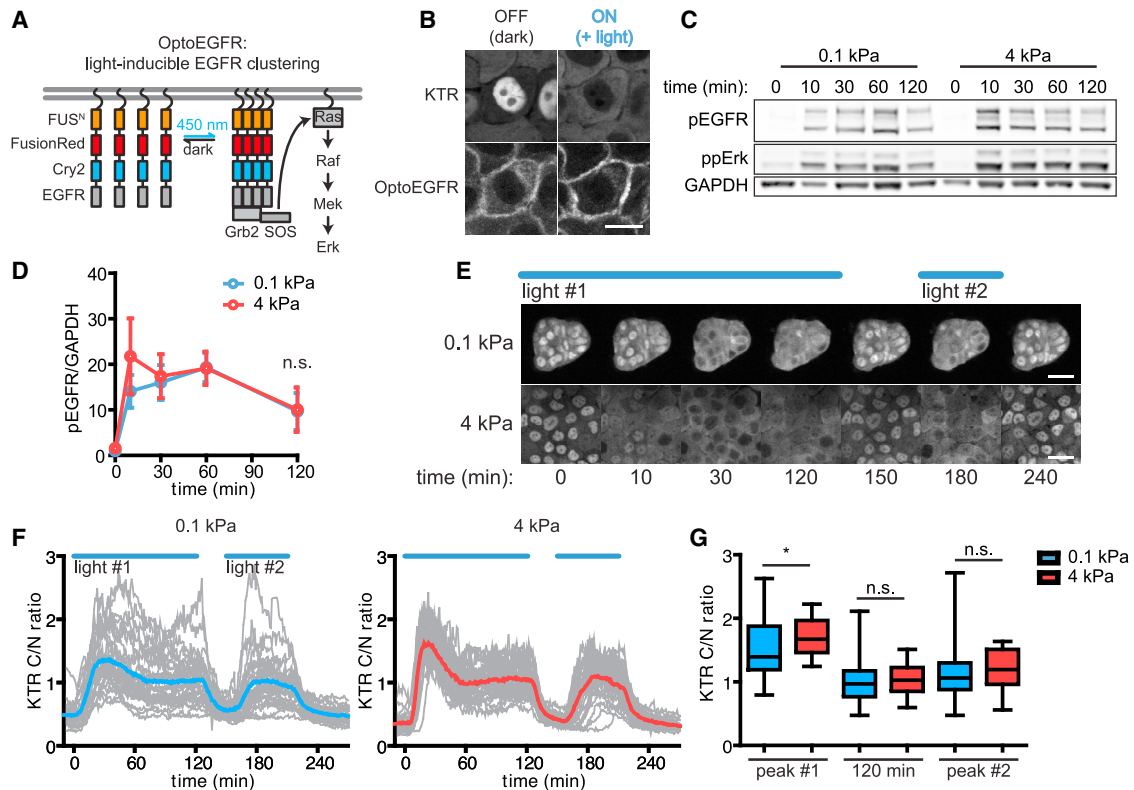 A
OptoEGFR:
light-inducible EGFR clustering
FUSᴺ
FusionRed
Cry2
EGFR
450 nm
dark
Grb2 SOS
Ras
Raf
Mek
Erk
B
OFF
(dark)
ON
(+ light)
KTR
OptoEGFR
C
0.1 kPa 4 kPa
time (min): 0 10 30 60 120 0 10 30 60 120
pEGFR
ppErk
GAPDH
D
pEGFR/GAPDH
40
30
20
10
0
0.1 kPa
4 kPa
n.s.
0 30 60 90 120
time (min)
E
light #1 light #2
0.1 kPa
4 kPa
time (min): 0 10 30 120 150 180 240
F
0.1 kPa
light #1 light #2
KTR C/N ratio
3
2
1
0
0 60 120 180 240
time (min)
4 kPa
KTR C/N ratio
3
2
1
0
0 60 120 180 240
time (min)
G
KTR C/N ratio
3
2
1
0
*
n.s.
n.s.
0.1 kPa
4 kPa
peak #1 120 min peak #2